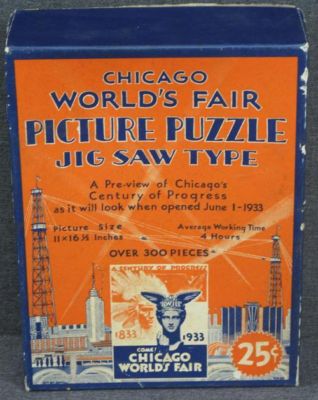 CHICAGO
WORLD'S FAIR
PICTURE PUZZLE
JIG SAW TYPE
A Pre-view of Chicago's
Century of Progress
as it will look when opened June 1-1933
Picture Size
11 × 16½ Inches
Average Working Time
4 Hours
OVER 300 PIECES
A CENTURY OF PROGRESS
I WILL
1833
1933
COME!
CHICAGO
WORLD'S FAIR
25¢